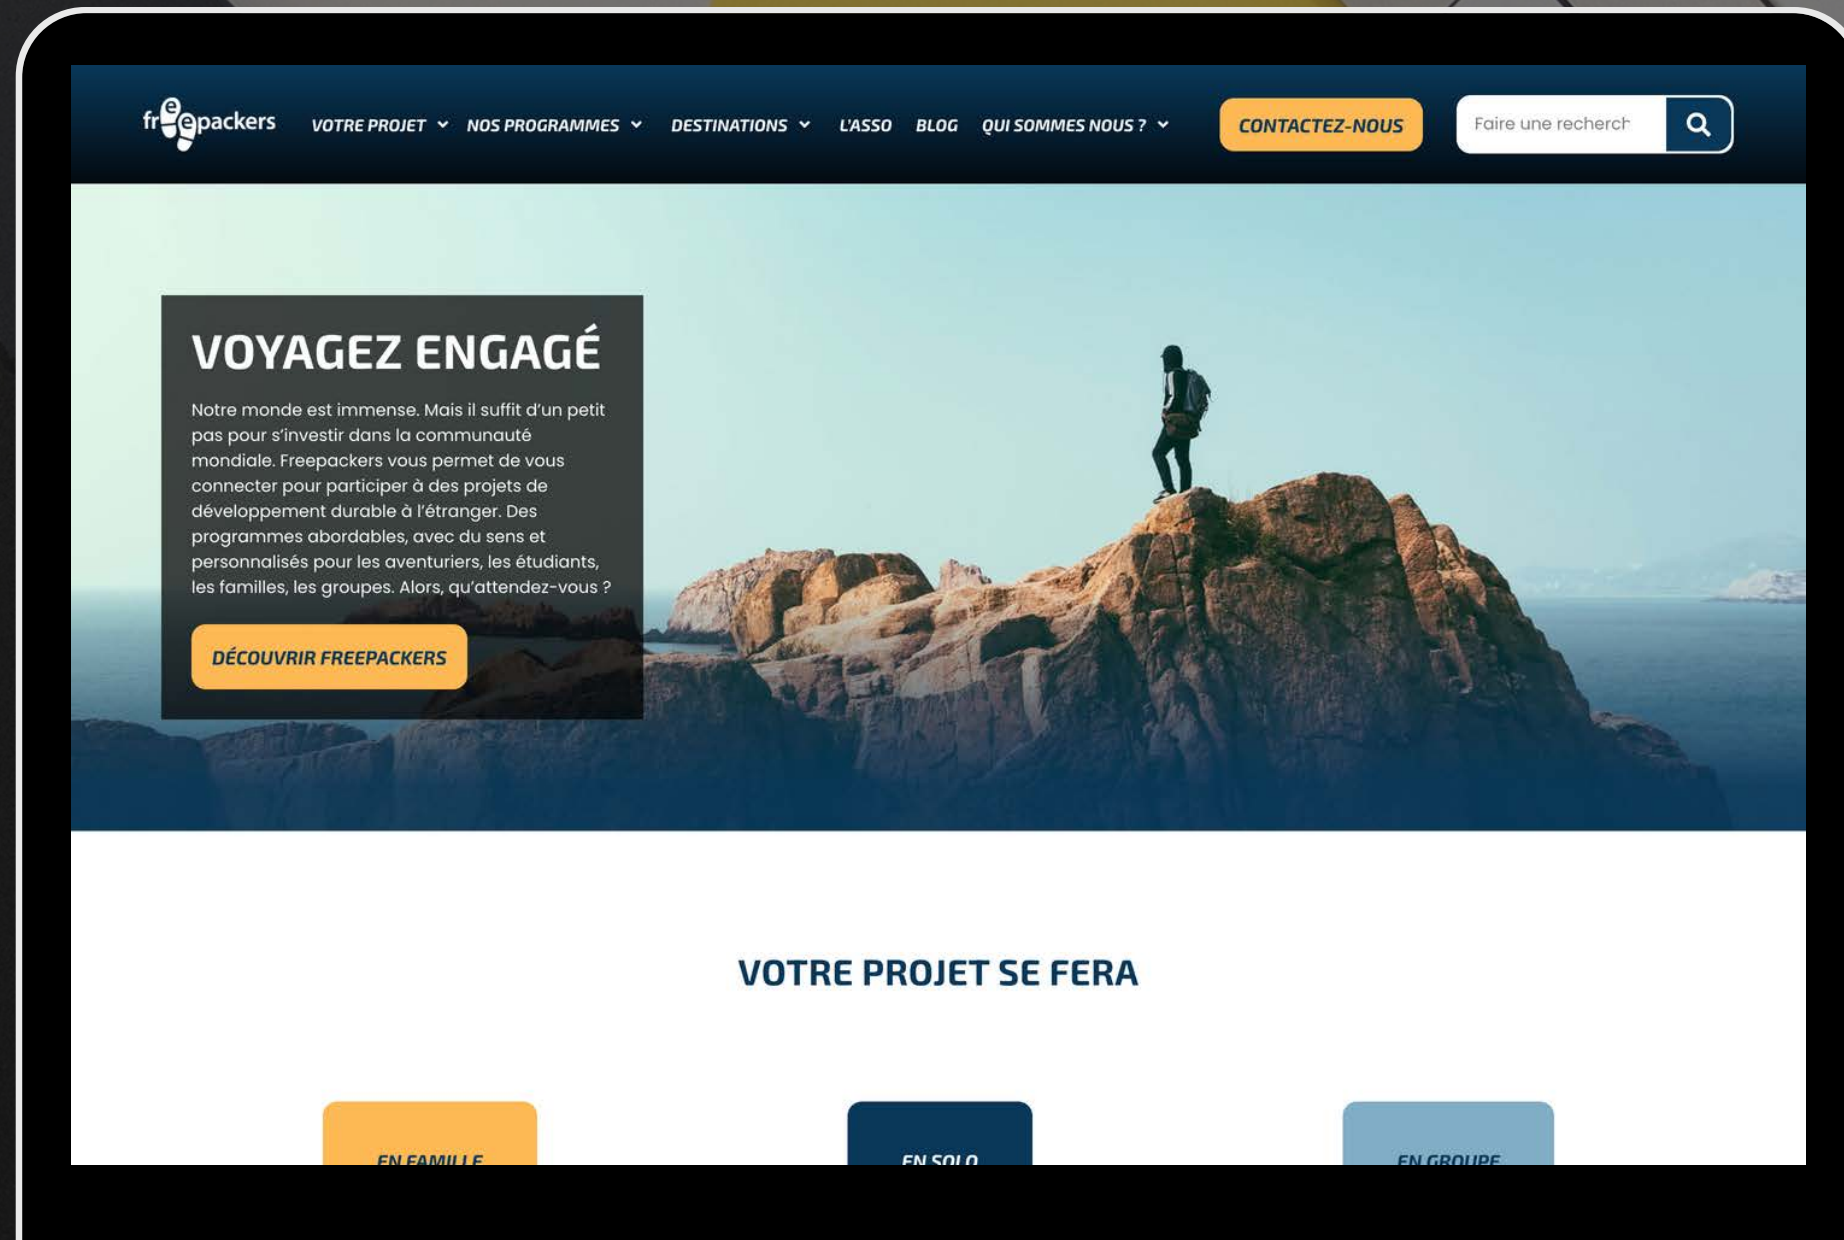 freepackers
VOTRE PROJET
NOS PROGRAMMES
DESTINATIONS
L'ASSO
BLOG
QUI SOMMES NOUS ?
CONTACTEZ-NOUS
Faire une recherch
VOYAGEZ ENGAGÉ
Notre monde est immense. Mais il suffit d'un petit
pas pour s'investir dans la communauté
mondiale. Freepackers vous permet de vous
connecter pour participer à des projets de
développement durable à l'étranger. Des
programmes abordables, avec du sens et
personnalisés pour les aventuriers, les étudiants,
les familles, les groupes. Alors, qu'attendez-vous ?
DÉCOUVRIR FREEPACKERS
VOTRE PROJET SE FERA
EN FAMILLE
EN SOLO
EN GROUPE